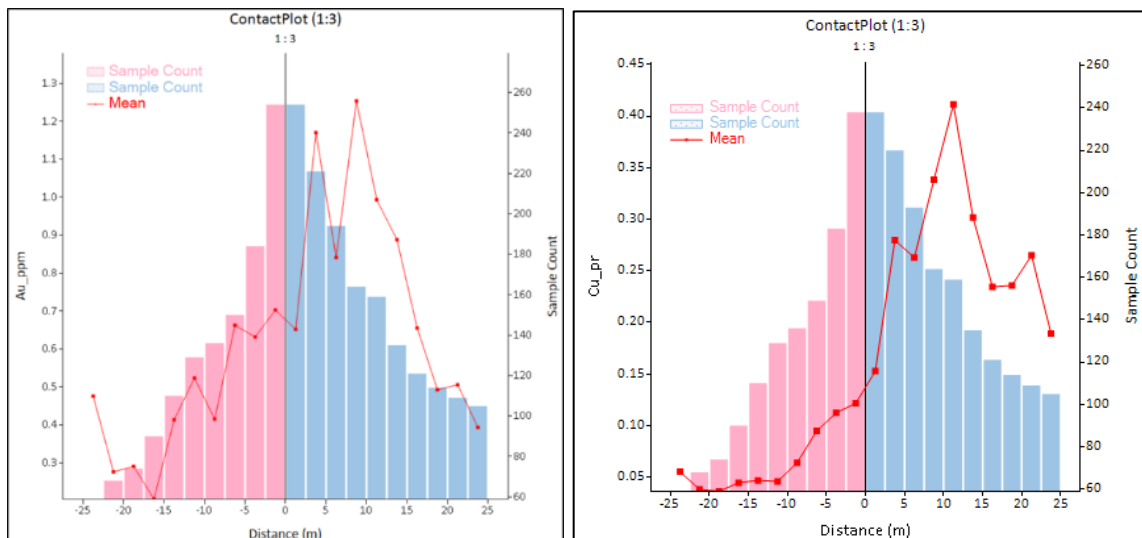 ContactPlot (1:3)
1 : 3
Sample Count
Sample Count
Mean
1.3
1.2
1.1
1.0
0.9
0.8
0.7
0.6
0.5
0.4
0.3
Au_ppm
260
240
220
200
180
160
140
120
100
80
60
Sample Count
-25 -20 -15 -10 -5 0 5 10 15 20 25
Distance (m)
ContactPlot (1:3)
1 : 3
Sample Count
Sample Count
Mean
0.45
0.40
0.35
0.30
0.25
0.20
0.15
0.10
0.05
Cu_pr
260
240
220
200
180
160
140
120
100
80
60
Sample Count
-25 -20 -15 -10 -5 0 5 10 15 20 25
Distance (m)